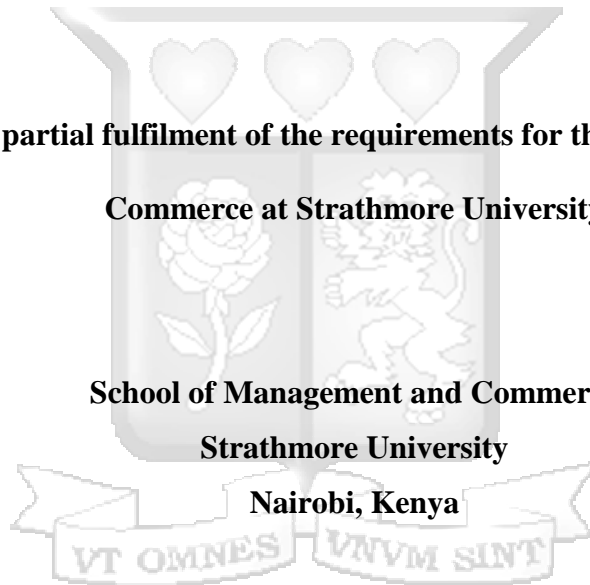 partial fulfilment of the requirements for th
Commerce at Strathmore University
School of Management and Commer
Strathmore University
Nairobi, Kenya
VT OMNES VNVM SINT